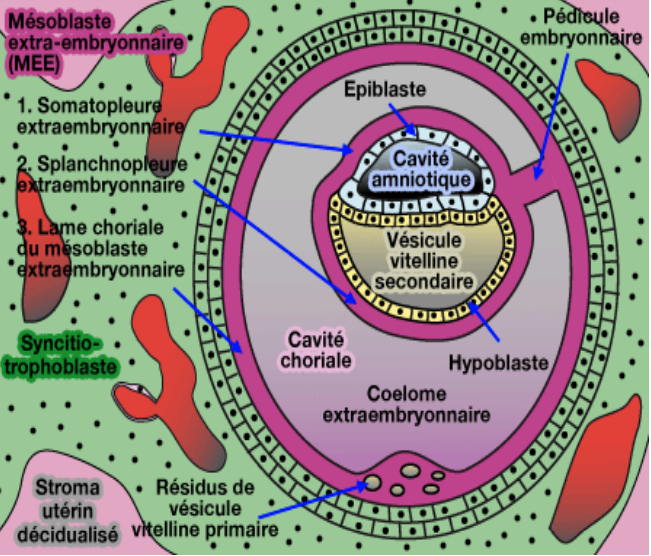 Mésoblaste
extra-embryonnaire
(MEE)
Pédicule
embryonnaire
Epiblaste
1. Somatopleure
extraembryonnaire
Cavité
amniotique
2. Splanchnopleure
extraembryonnaire
3. Lame choriale
du mésoblaste
extraembryonnaire
Vésicule
vitelline
secondaire
Syncitio-
trophoblaste
Cavité
choriale
Hypoblaste
Coelome
extraembryonnaire
Stroma
utérin
décidualisé
Résidus de
vésicule
vitelline primaire